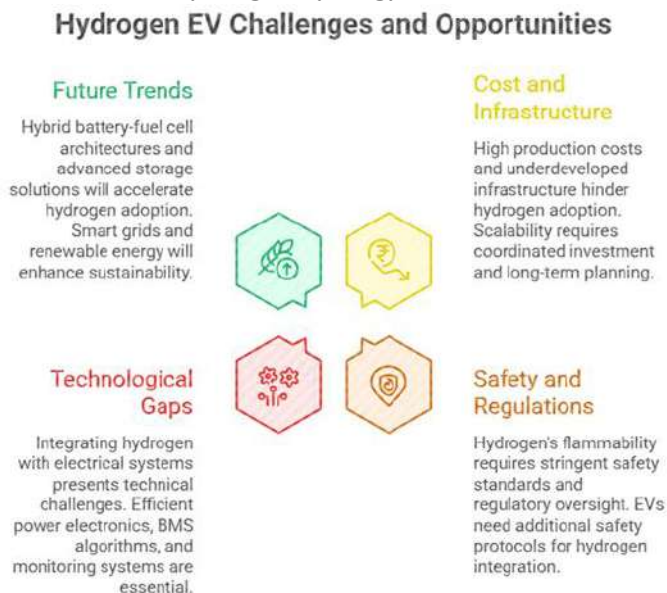 Hydrogen EV Challenges and Opportunities
Future Trends
Hybrid battery-fuel cell
architectures and
advanced storage
solutions will accelerate
hydrogen adoption.
Smart grids and
renewable energy will
enhance sustainability.
Cost and
Infrastructure
High production costs
and underdeveloped
infrastructure hinder
hydrogen adoption.
Scalability requires
coordinated investment
and long-term planning.
₹
Technological
Gaps
Integrating hydrogen
with electrical systems
presents technical
challenges. Efficient
power electronics, BMS
algorithms, and
monitoring systems are
essential.
Safety and
Regulations
Hydrogen's flammability
requires stringent safety
standards and
regulatory oversight. EVs
need additional safety
protocols for hydrogen
integration.